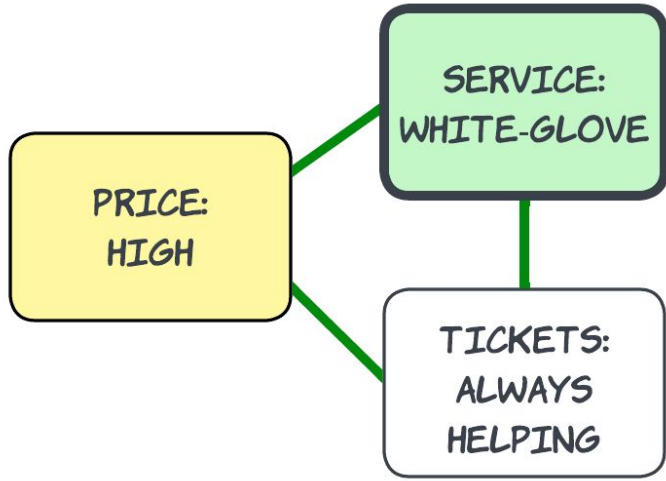 SERVICE:
WHITE-GLOVE
PRICE:
HIGH
TICKETS:
ALWAYS
HELPING